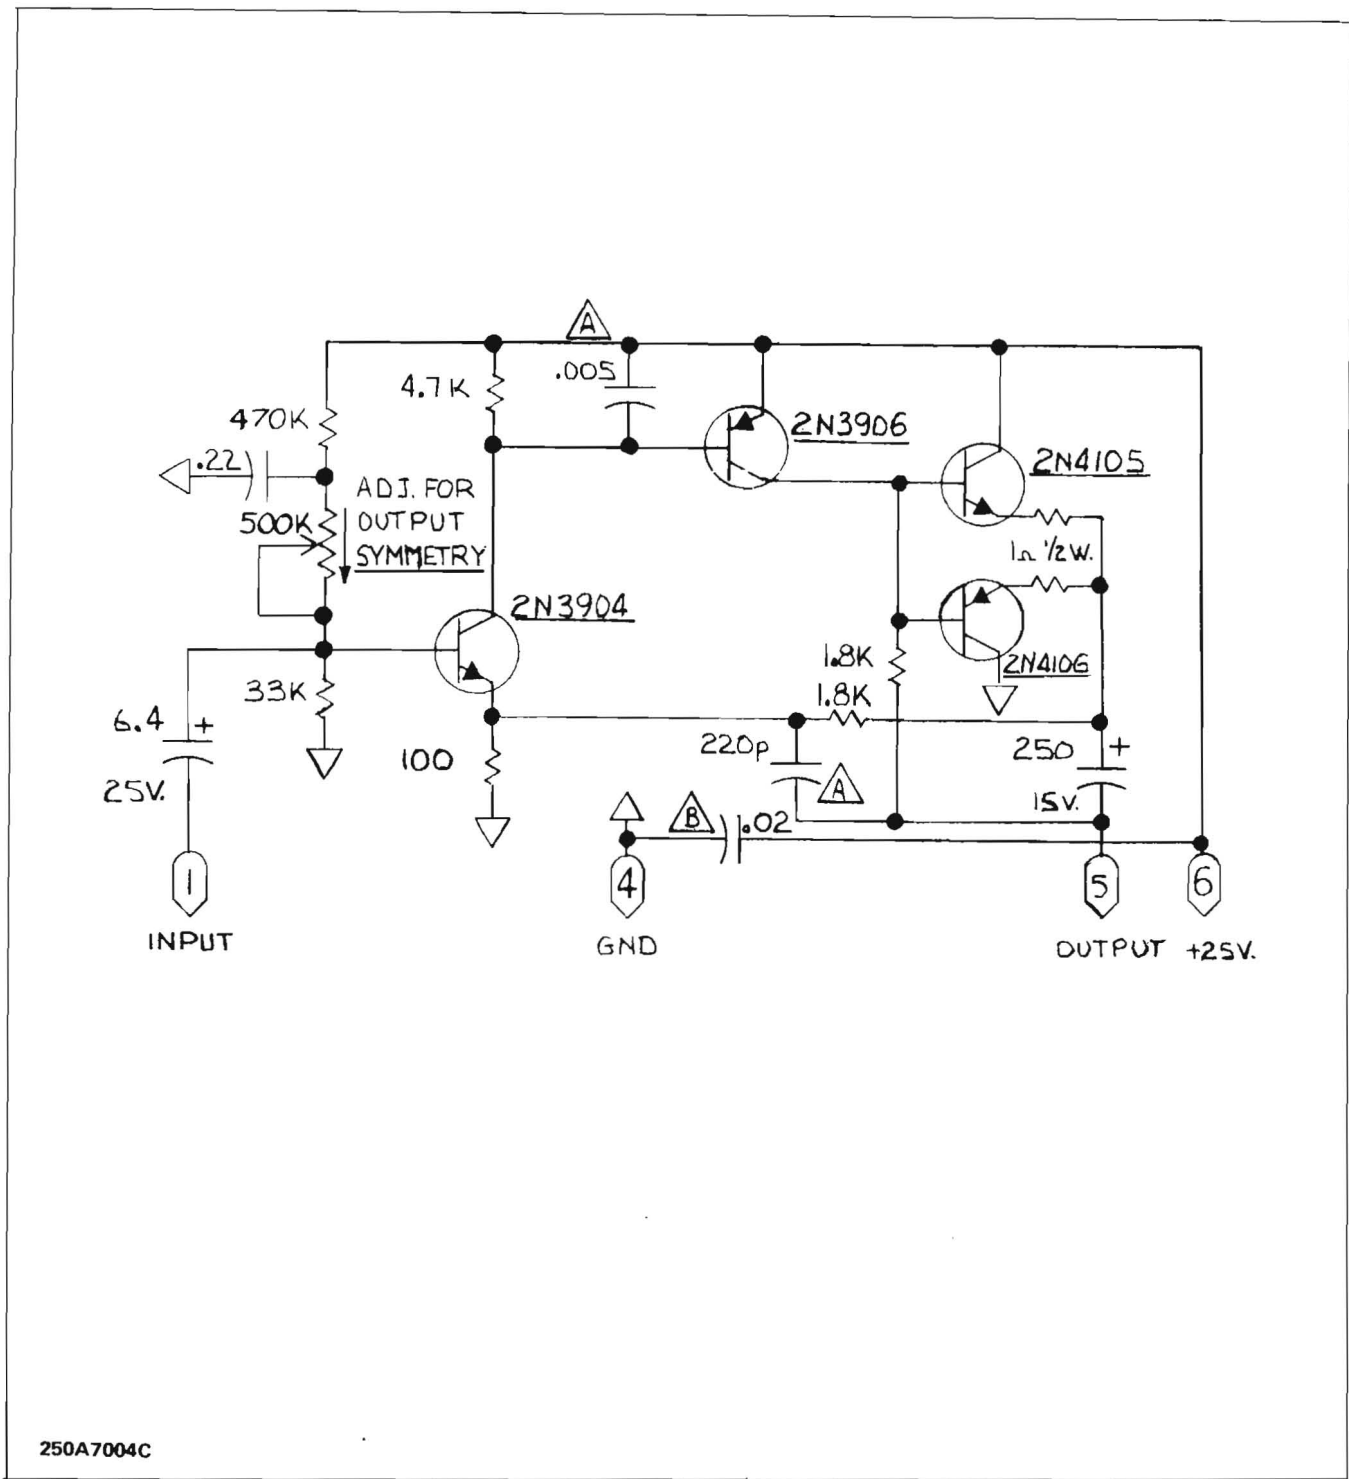 A
.005
4.7K
470K
2N3906
.22
2N4105
ADJ. FOR
500K
OUTPUT
SYMMETRY
1Ω ½W.
2N3904
1.8K
2N4106
33K
1.8K
6.4 +
220p
250 +
100
25V.
A
15V.
B
.02
1
4
5
6
INPUT
GND
OUTPUT +25V.
250A7004C